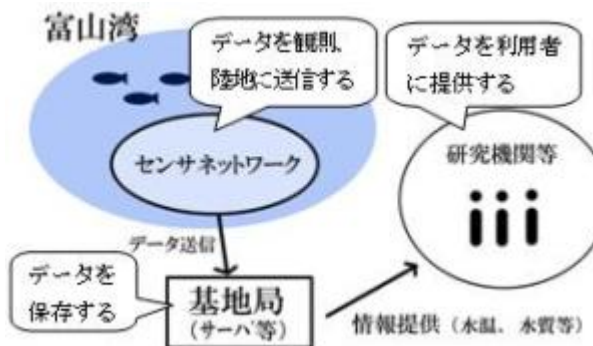 富山湾
データを観則、
陸地に送信する
データを利用者
に提供する
センサネットワーク
研究機関等
データ送信
データを
保存する
基地局
(サーバ等)
情報提供(水温、水質等)